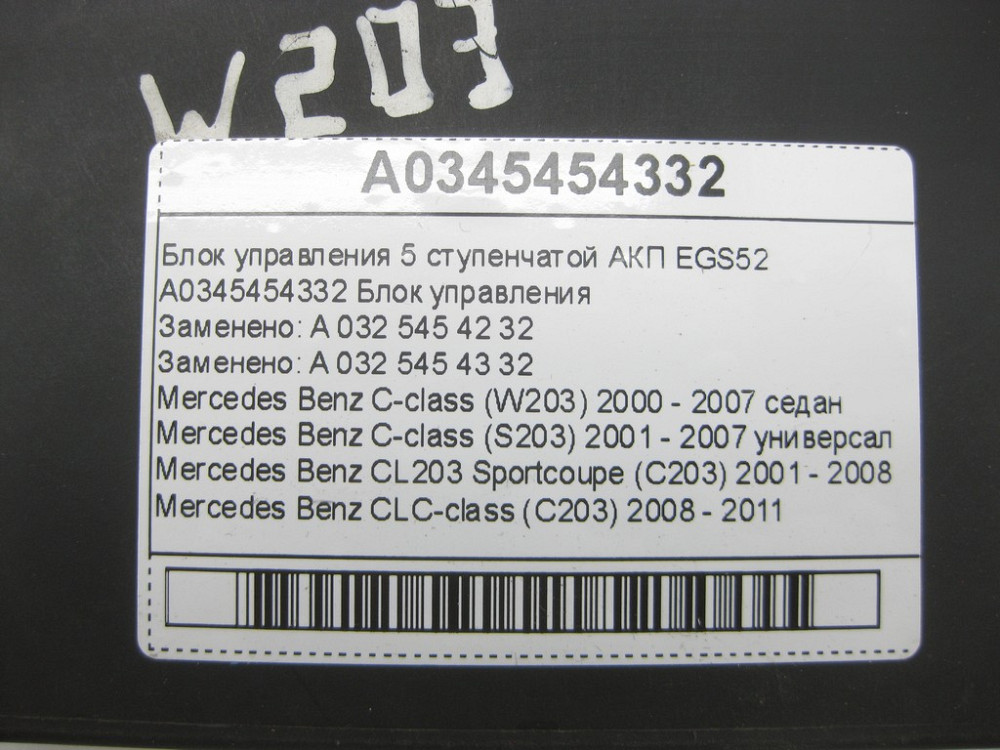 W203
A0345454332
Блок управления 5 ступенчатой АКП EGS52
A0345454332 Блок управления
Заменено: A 032 545 42 32
Заменено: A 032 545 43 32
Mercedes Benz C-class (W203) 2000 - 2007 седан
Mercedes Benz C-class (S203) 2001 - 2007 универсал
Mercedes Benz CL203 Sportcoupe (C203) 2001 - 2008
Mercedes Benz CLC-class (C203) 2008 - 2011